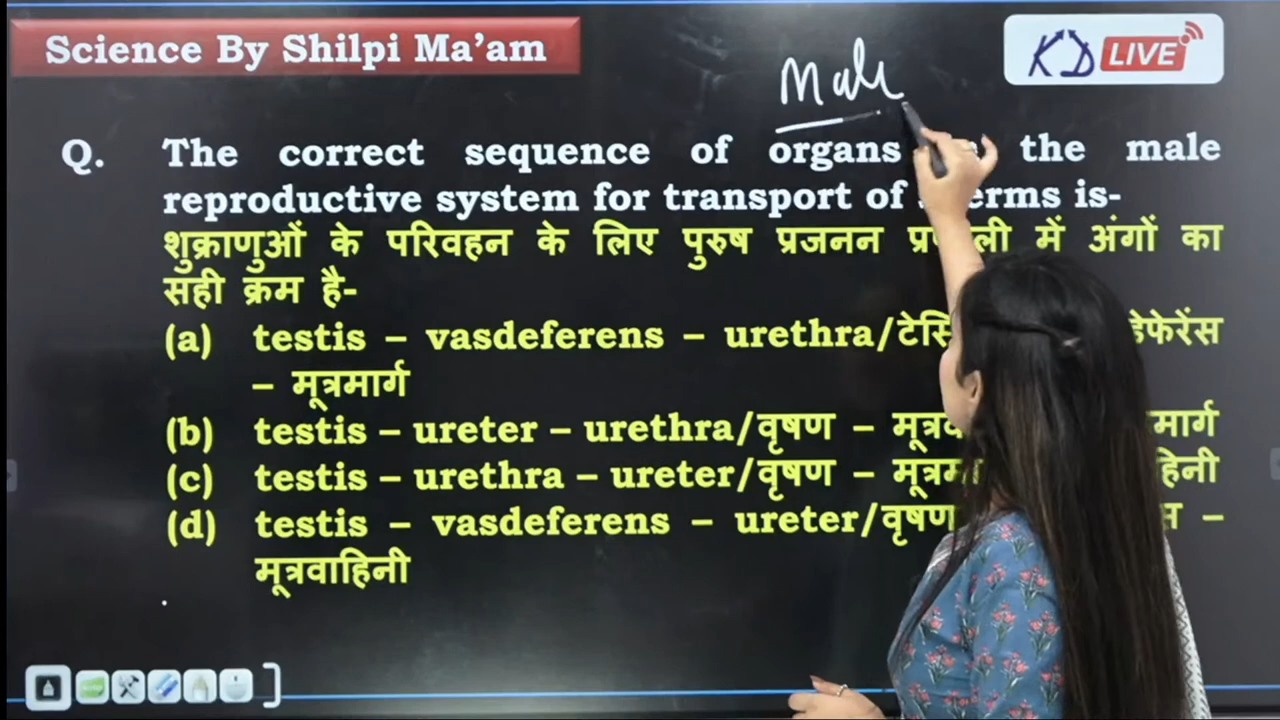 Science By Shilpi Ma'am
KD LIVE
Male
Q. The correct sequence of organs the male
reproductive system for transport of is-
शुक्राणुओं के परिवहन के लिए पुरुष प्रजनन में अंगों का
सही क्रम है-
(a) testis – vasdeferens – urethra/
– मूत्रमार्ग
(b) testis – ureter – urethra/वृषण –
(c) testis – urethra – ureter/वृषण –
(d) testis – vasdeferens – ureter/वृषण –
मूत्रवाहिनी